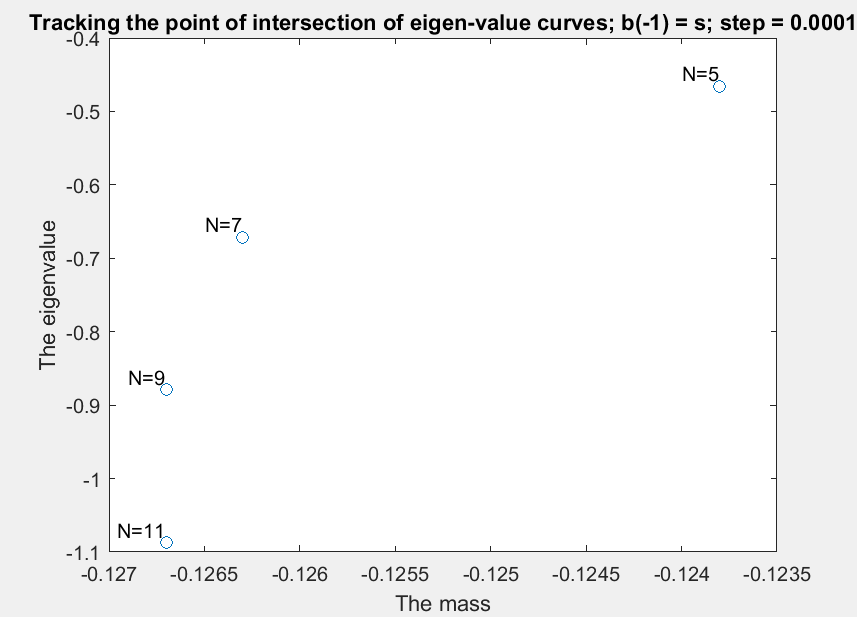 Tracking the point of intersection of eigen-value curves; b(-1) = s; step = 0.0001
-0.4
N=5
-0.5
-0.6
N=7
-0.7
The eigenvalue
-0.8
N=9
-0.9
-1
N=11
-1.1
-0.127
-0.1265
-0.126
-0.1255
-0.125
-0.1245
-0.124
-0.1235
The mass